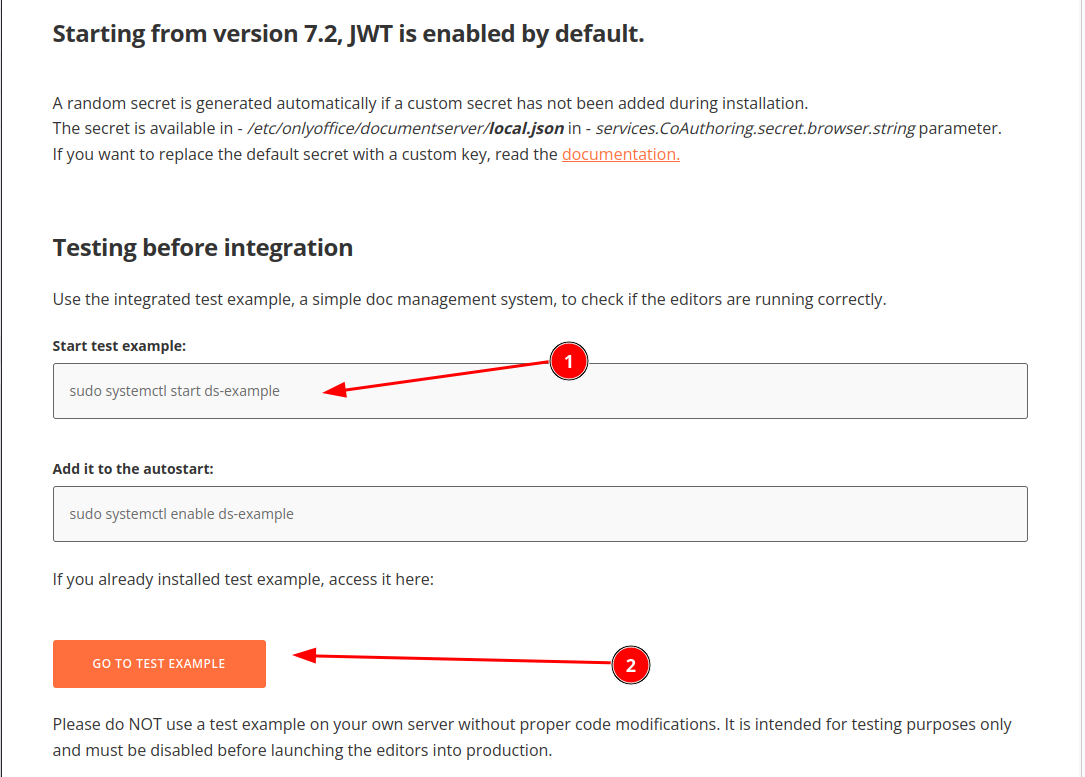 Starting from version 7.2, JWT is enabled by default.
A random secret is generated automatically if a custom secret has not been added during installation.
The secret is available in - /etc/onlyoffice/documentserver/local.json in - services.CoAuthoring.secret.browser.string parameter.
If you want to replace the default secret with a custom key, read the documentation.
Testing before integration
Use the integrated test example, a simple doc management system, to check if the editors are running correctly.
Start test example:
1
sudo systemctl start ds-example
Add it to the autostart:
sudo systemctl enable ds-example
If you already installed test example, access it here:
GO TO TEST EXAMPLE
2
Please do NOT use a test example on your own server without proper code modifications. It is intended for testing purposes only
and must be disabled before launching the editors into production.